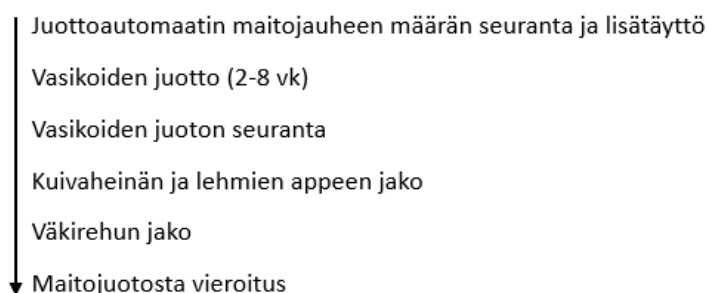 Juottoautomaatin maitojauheen määrän seuranta ja lisätäyttö
Vasikoiden juotto (2-8 vk)
Vasikoiden juoton seuranta
Kuivaheinän ja lehmien appeen jako
Väkirehun jako
Maitojuotosta vieroitus